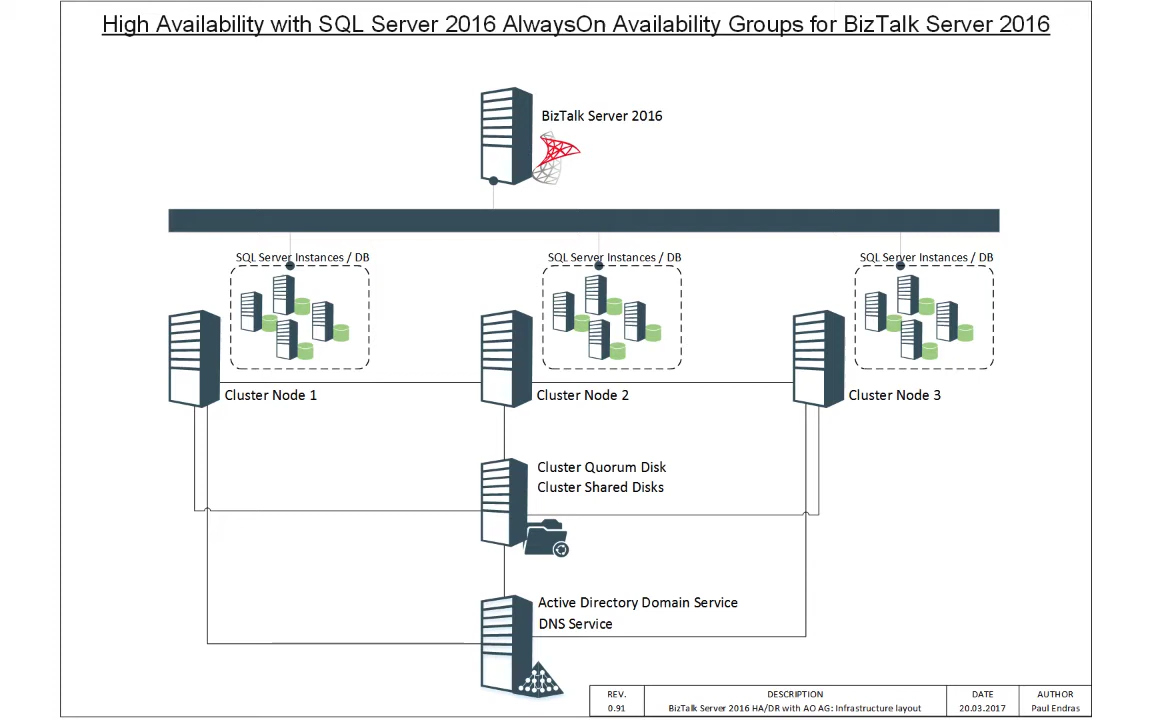 High Availability with SQL Server 2016 AlwaysOn Availability Groups for BizTalk Server 2016
BizTalk Server 2016
SQL Server Instances / DB
SQL Server Instances / DB
SQL Server Instances / DB
Cluster Node 1
Cluster Node 2
Cluster Node 3
Cluster Quorum Disk
Cluster Shared Disks
Active Directory Domain Service
DNS Service
REV. DESCRIPTION DATE AUTHOR
0.91 BizTalk Server 2016 HA/DR with AO AG: Infrastructure layout 20.03.2017 Paul Endras